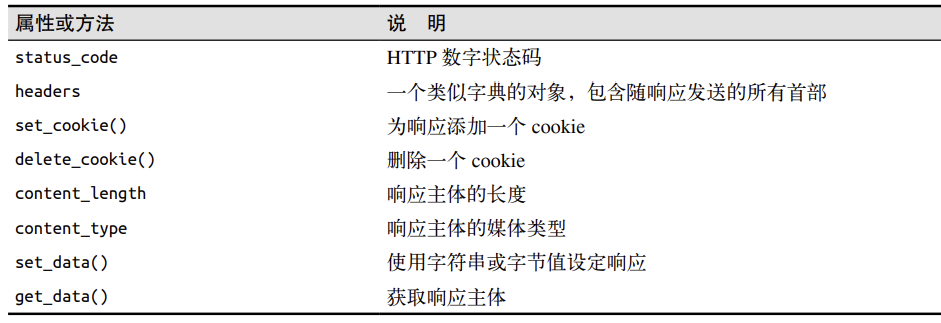 属性或方法 说 明
status_code HTTP 数字状态码
headers 一个类似字典的对象，包含随响应发送的所有首部
set_cookie() 为响应添加一个 cookie
delete_cookie() 删除一个 cookie
content_length 响应主体的长度
content_type 响应主体的媒体类型
set_data() 使用字符串或字节值设定响应
get_data() 获取响应主体